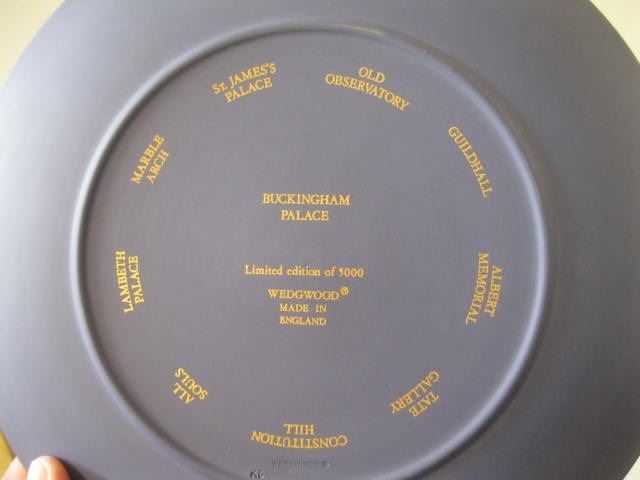 St. JAMES'S
PALACE
OLD
OBSERVATORY
GUILDHALL
ALBERT
MEMORIAL
TATE
GALLERY
CONSTITUTION
HILL
ALL
SOULS
LAMBETH
PALACE
MARBLE
ARCH
BUCKINGHAM
PALACE
Limited edition of 5000
WEDGWOOD®
MADE IN
ENGLAND
WEDGWOOD